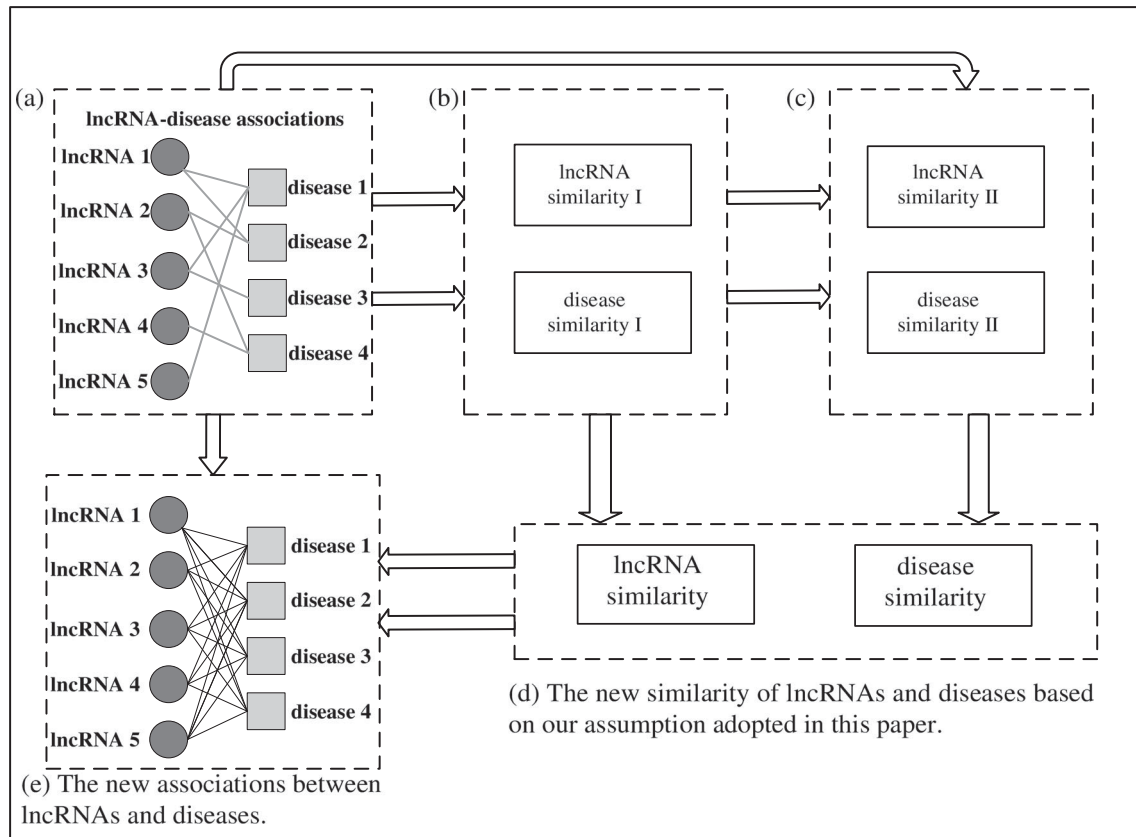 (a)
lncRNA-disease associations
lncRNA 1
lncRNA 2
lncRNA 3
lncRNA 4
lncRNA 5
disease 1
disease 2
disease 3
disease 4
(b)
lncRNA
similarity I
disease
similarity I
(c)
lncRNA
similarity II
disease
similarity II
lncRNA 1
lncRNA 2
lncRNA 3
lncRNA 4
lncRNA 5
disease 1
disease 2
disease 3
disease 4
lncRNA
similarity
disease
similarity
(d) The new similarity of lncRNAs and diseases based
on our assumption adopted in this paper.
(e) The new associations between
lncRNAs and diseases.